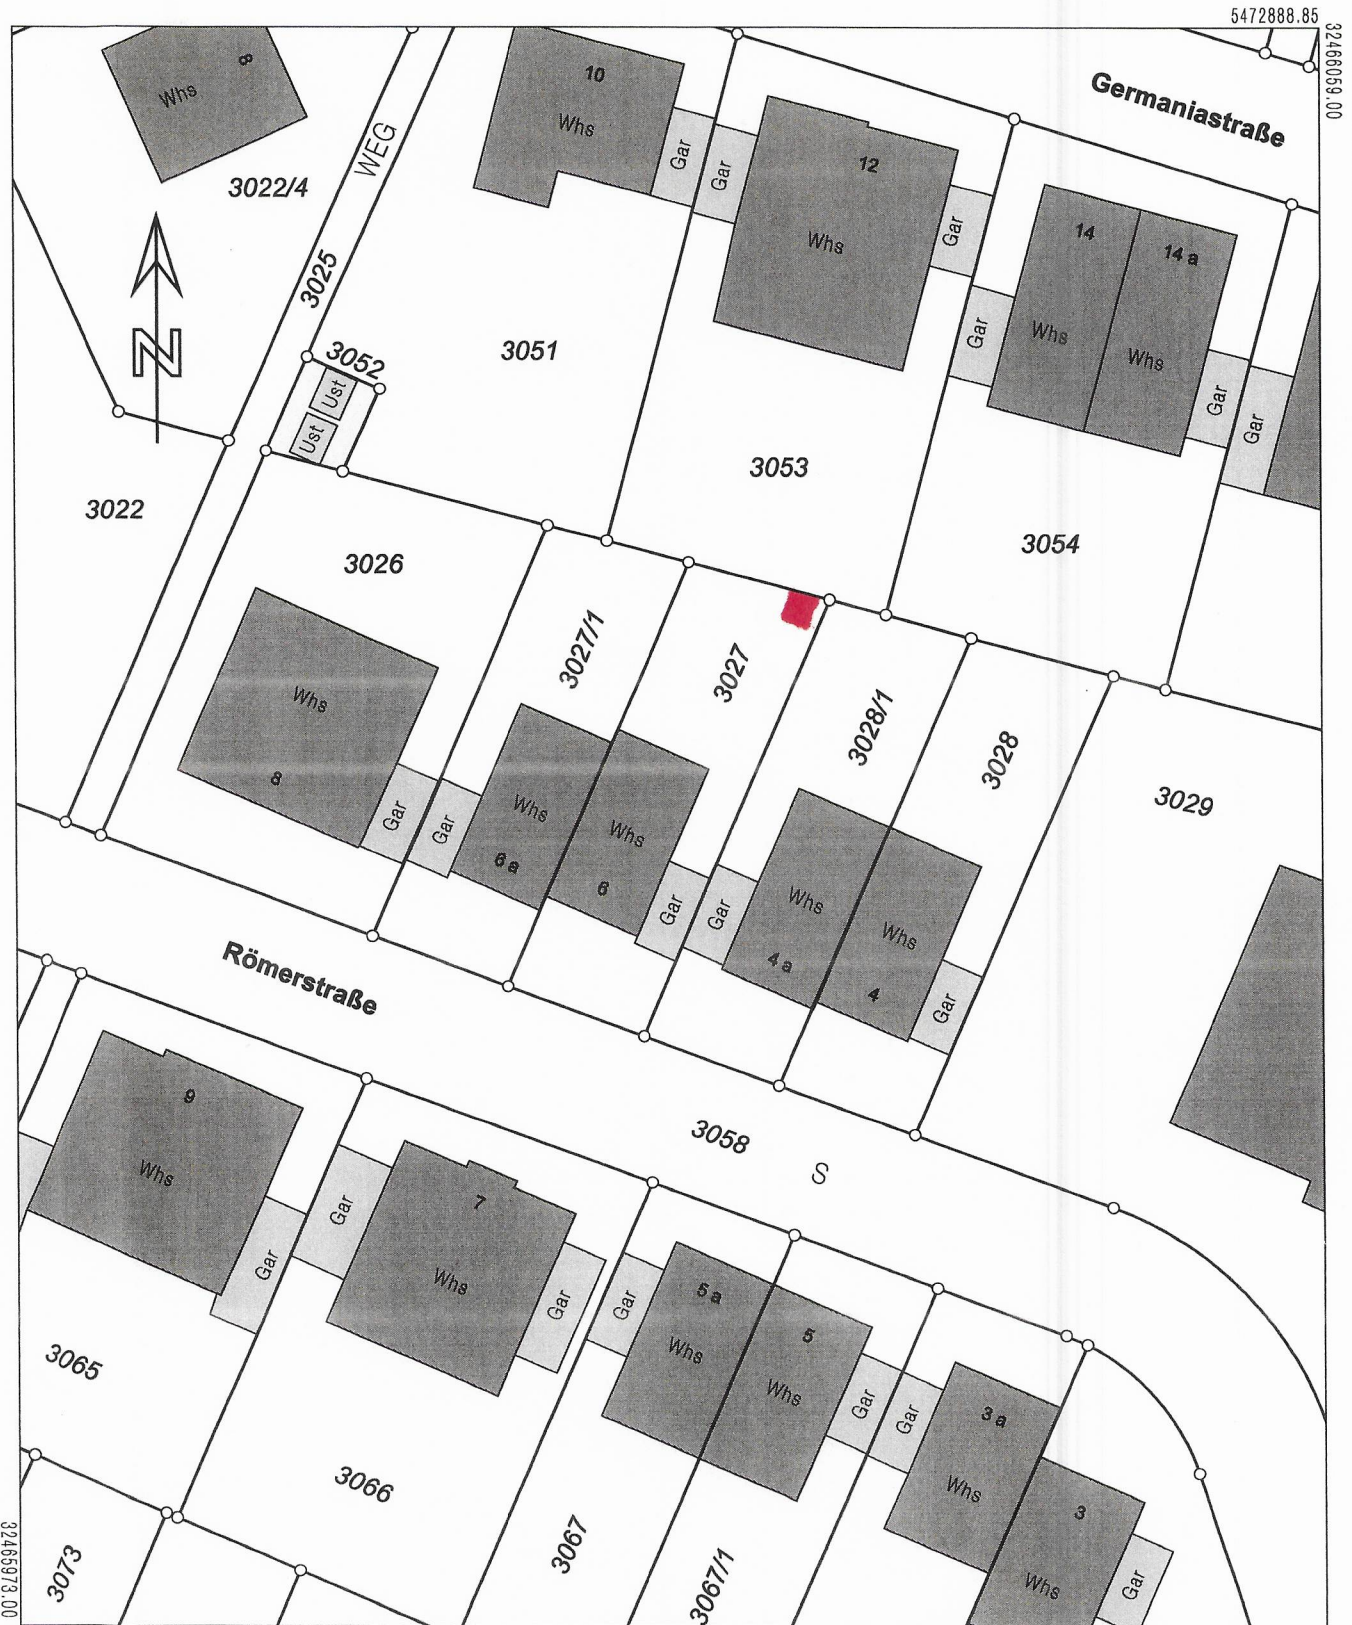 5472888.85
32466059.00
8
Whs
3022/4
WEG
10
Whs
Gar
Gar
12
Whs
Gar
Germaniastraße
14
14 a
Whs
Whs
Gar
Gar
Gar
3025
N
3052
Ust
Ust
3051
3053
3054
3022
3026
3027/1
3027
3028/1
3028
3029
Whs
8
Gar
Gar
Whs
6 a
Whs
6
Gar
Gar
Whs
4 a
Whs
4
Gar
Römerstraße
3058
S
9
Whs
Gar
Gar
7
Whs
Gar
Gar
5 a
Whs
5
Whs
Gar
Gar
3 a
Whs
3
Whs
Gar
3065
3066
3067
3067/1
3073
32465973.00